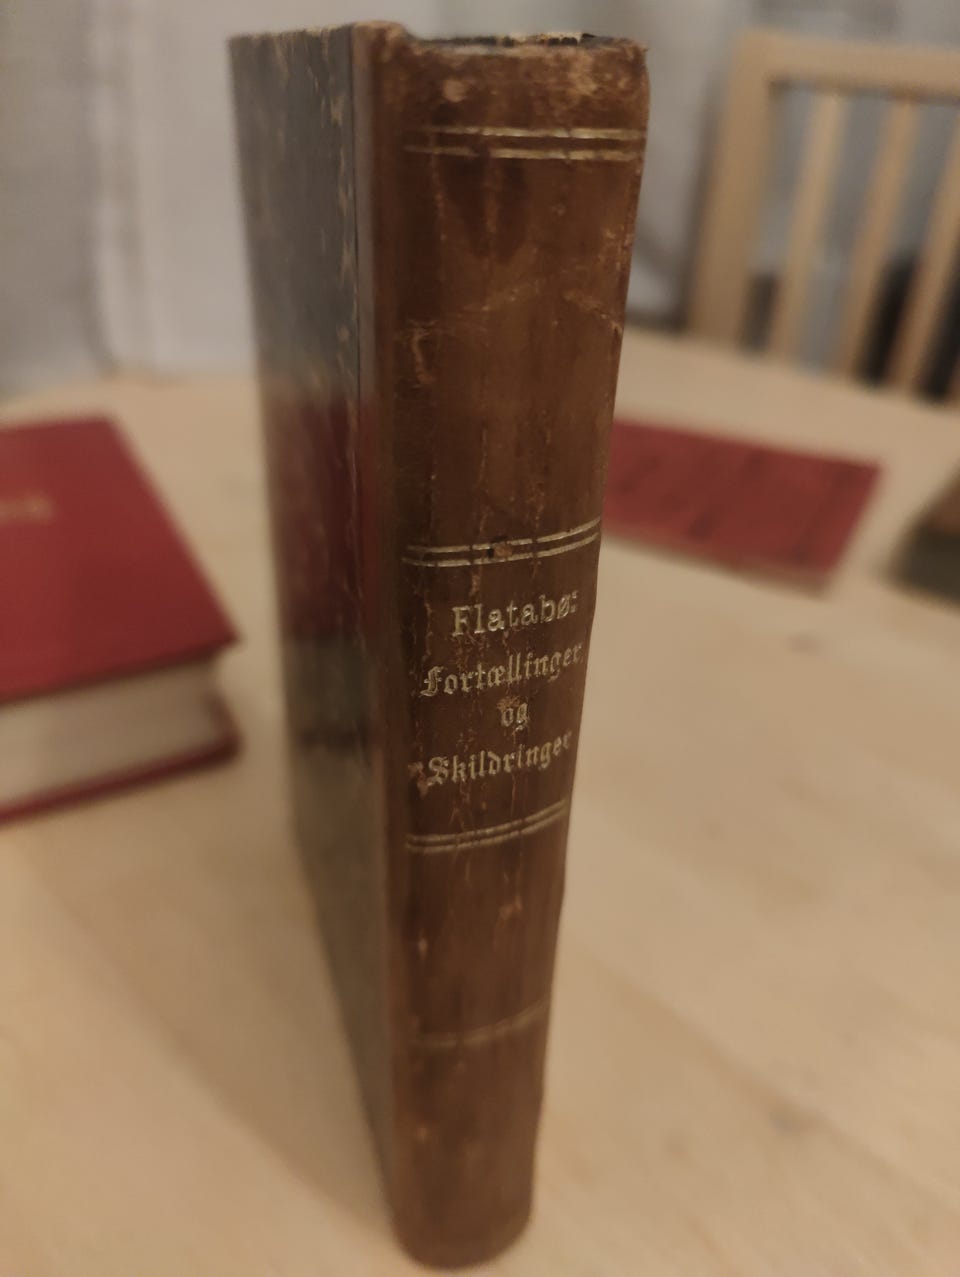 Flatabø:
Fortællinger
og
Skildringer